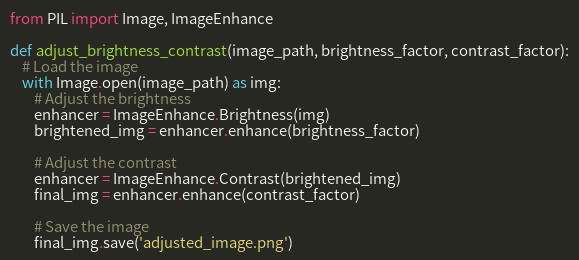 from PIL import Image, ImageEnhance
def adjust_brightness_contrast(image_path, brightness_factor, contrast_factor):
# Load the image
with Image.open(image_path) as img:
# Adjust the brightness
enhancer = ImageEnhance.Brightness(img)
brightened_img = enhancer.enhance(brightness_factor)
# Adjust the contrast
enhancer = ImageEnhance.Contrast(brightened_img)
final_img = enhancer.enhance(contrast_factor)
# Save the image
final_img.save('adjusted_image.png')